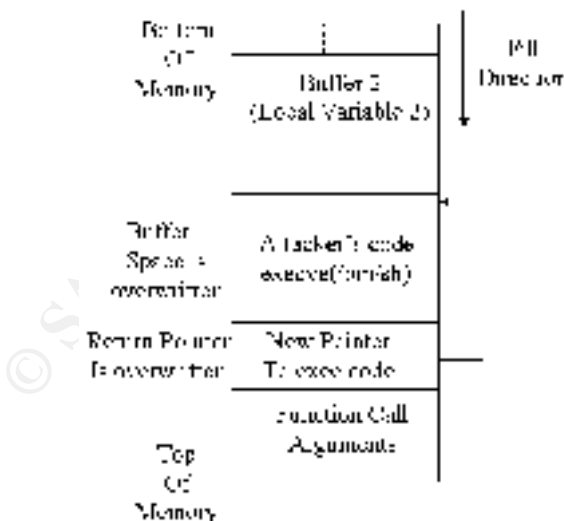 Bottom
Of
Memory
Fill
Direction
Buffer 2
(Local Variable 2)
Buffer
Space is
overwritten
Attacker's code
Return Pointer
Is overwritten
New Pointer
To exec code
Function Call
Arguments
Top
Of
Memory
©